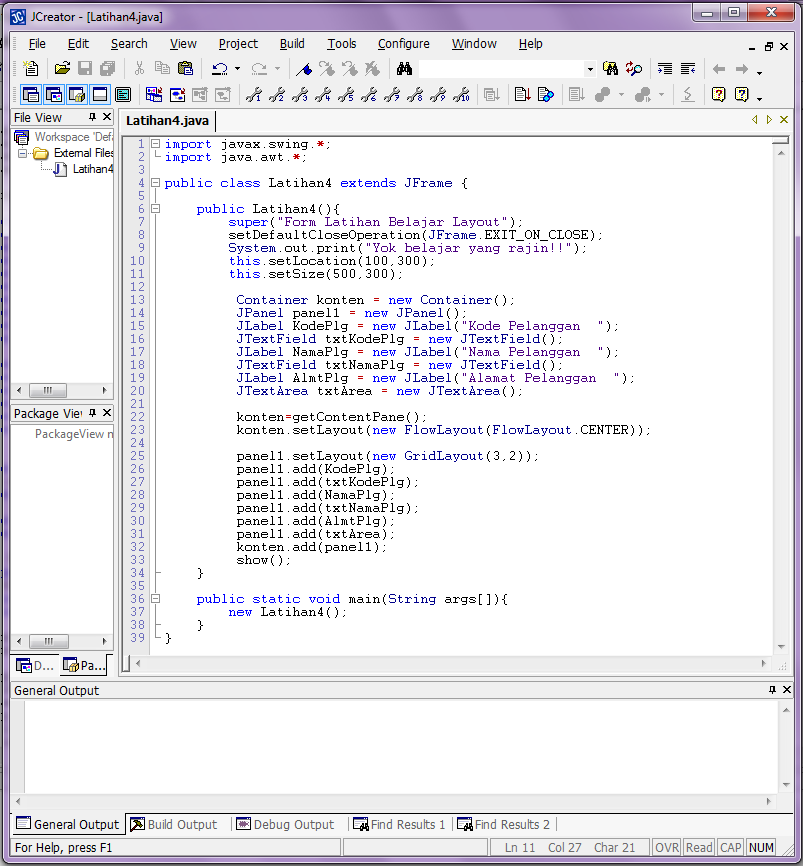 JCreator - [Latihan4.java]
File Edit Search View Project Build Tools Configure Window Help
File View
Workspace 'Defa
External Files
Latihan4
Package Viev
PackageView n
D... Pa...
Latihan4.java
1 import javax.swing.*;
2 import java.awt.*;
3
4 public class Latihan4 extends JFrame {
5
6 public Latihan4(){
7 super("Form Latihan Belajar Layout");
8 setDefaultCloseOperation(JFrame.EXIT_ON_CLOSE);
9 System.out.print("Yok belajar yang rajin!!");
10 this.setLocation(100,300);
11 this.setSize(500,300);
12
13 Container konten = new Container();
14 JPanel panel1 = new JPanel();
15 JLabel KodePlg = new JLabel("Kode Pelanggan  ");
16 JTextField txtKodePlg = new JTextField();
17 JLabel NamaPlg = new JLabel("Nama Pelanggan  ");
18 JTextField txtNamaPlg = new JTextField();
19 JLabel AlmtPlg = new JLabel("Alamat Pelanggan  ");
20 JTextArea txtArea = new JTextArea();
21
22 konten=getContentPane();
23 konten.setLayout(new FlowLayout(FlowLayout.CENTER));
24
25 panel1.setLayout(new GridLayout(3,2));
26 panel1.add(KodePlg);
27 panel1.add(txtKodePlg);
28 panel1.add(NamaPlg);
29 panel1.add(txtNamaPlg);
30 panel1.add(AlmtPlg);
31 panel1.add(txtArea);
32 konten.add(panel1);
33 show();
34 }
35
36 public static void main(String args[]){
37 new Latihan4();
38 }
39 }
General Output
General Output Build Output Debug Output Find Results 1 Find Results 2
For Help, press F1 Ln 11 Col 27 Char 21 OVR Read CAP NUM